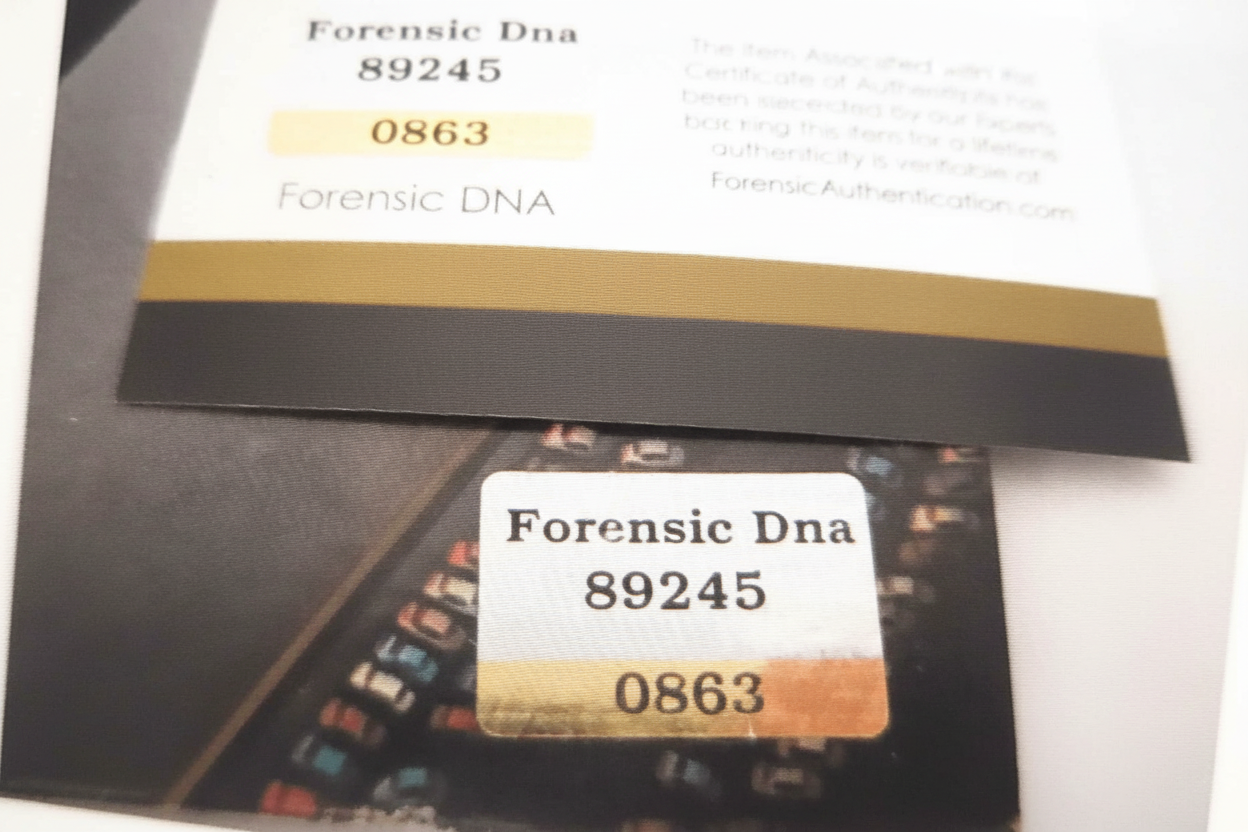 Forensic Dna
89245
0863
Forensic DNA
The Item Associated with this
Certificate of Authenticity has
been by our Experts
this item for a lifetime
authenticity is verifiable at
ForensicAuthentication.com
Forensic Dna
89245
0863